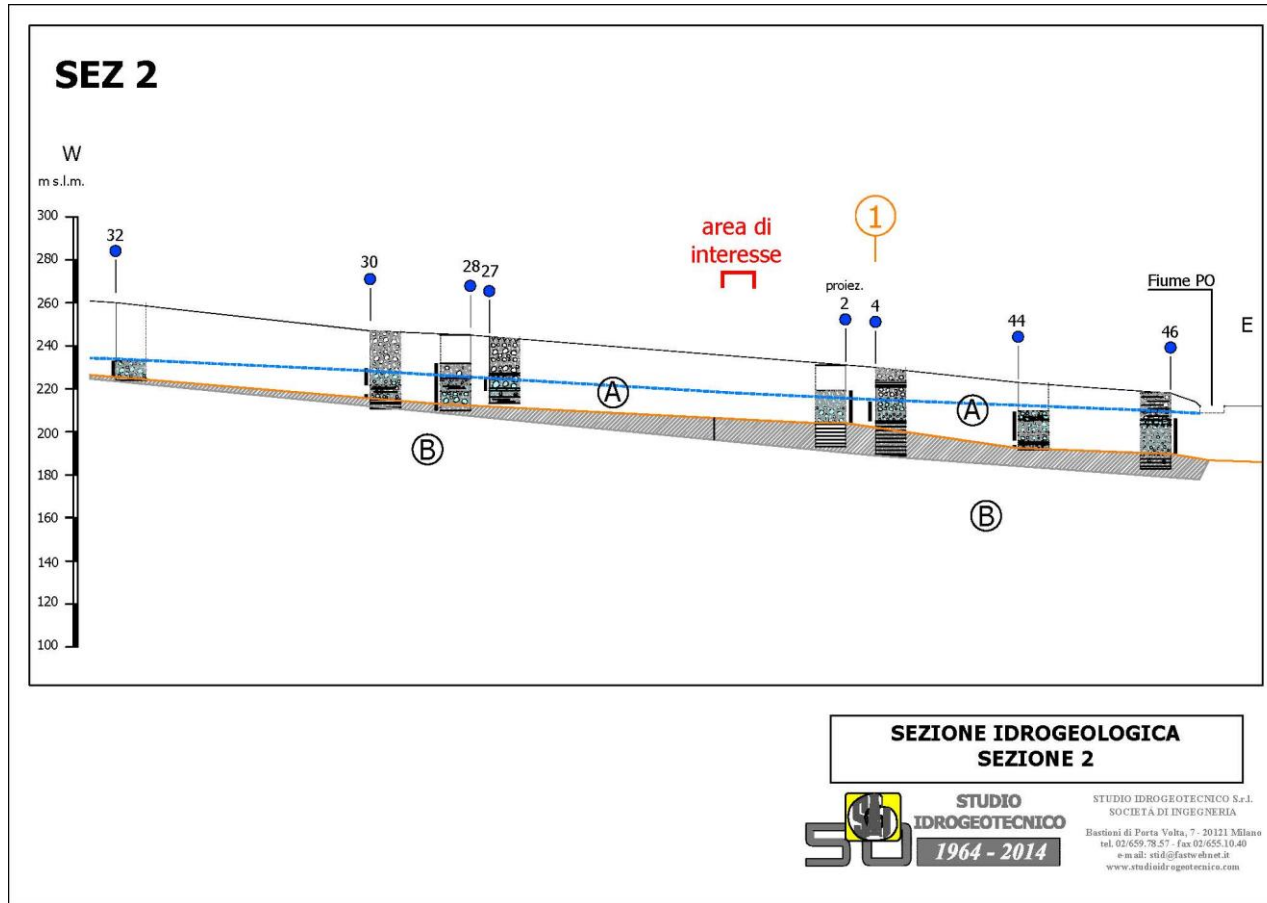 SEZ 2
W
m s.l.m.
300
280
260
240
220
200
180
160
140
120
100
32
30
28
27
area di
interesse
1
proiez.
2
4
44
46
Fiume PO
E
A
A
B
B
SEZIONE IDROGEOLOGICA
SEZIONE 2
STUDIO
IDROGEOTECNICO
1964 - 2014
STUDIO IDROGEOTECNICO S.r.l.
SOCIETÀ DI INGEGNERIA
Bastioni di Porta Volta, 7 - 20121 Milano
tel. 02/659.78.57 - fax 02/655.10.40
e-mail: stid@fastwebnet.it
www.studioidrogeotecnico.com